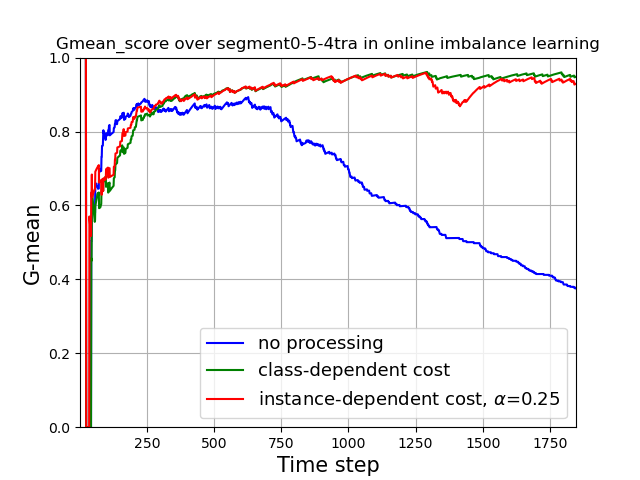 Gmean_score over segment0-5-4tra in online imbalance learning
1.0
0.8
0.6
0.4
0.2
0.0
G-mean
no processing
class-dependent cost
instance-dependent cost, α=0.25
250 500 750 1000 1250 1500 1750
Time step